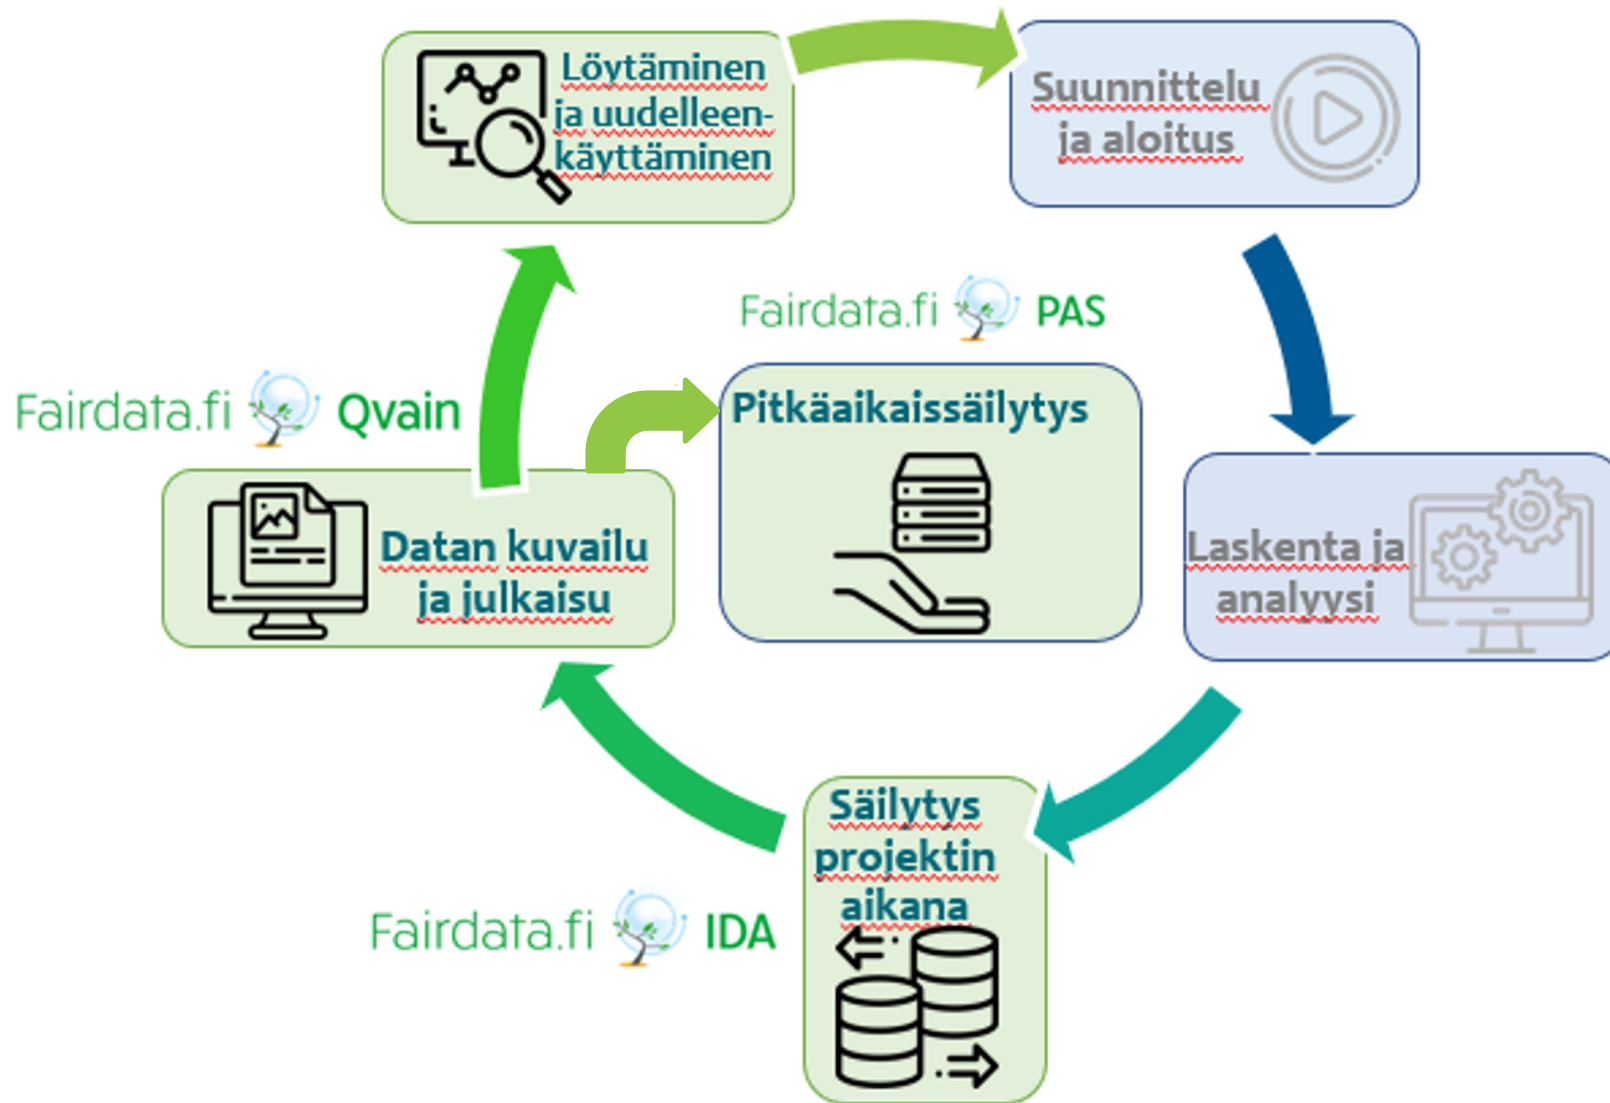 Löytäminen
ja uudelleen-
käyttäminen
Suunnittelu
ja aloitus
Fairdata.fi PAS
Fairdata.fi Qvain
Pitkäaikaissäilytys
Datan kuvailu
ja julkaisu
Laskenta ja
analyysi
Säilytys
projektin
aikana
Fairdata.fi IDA